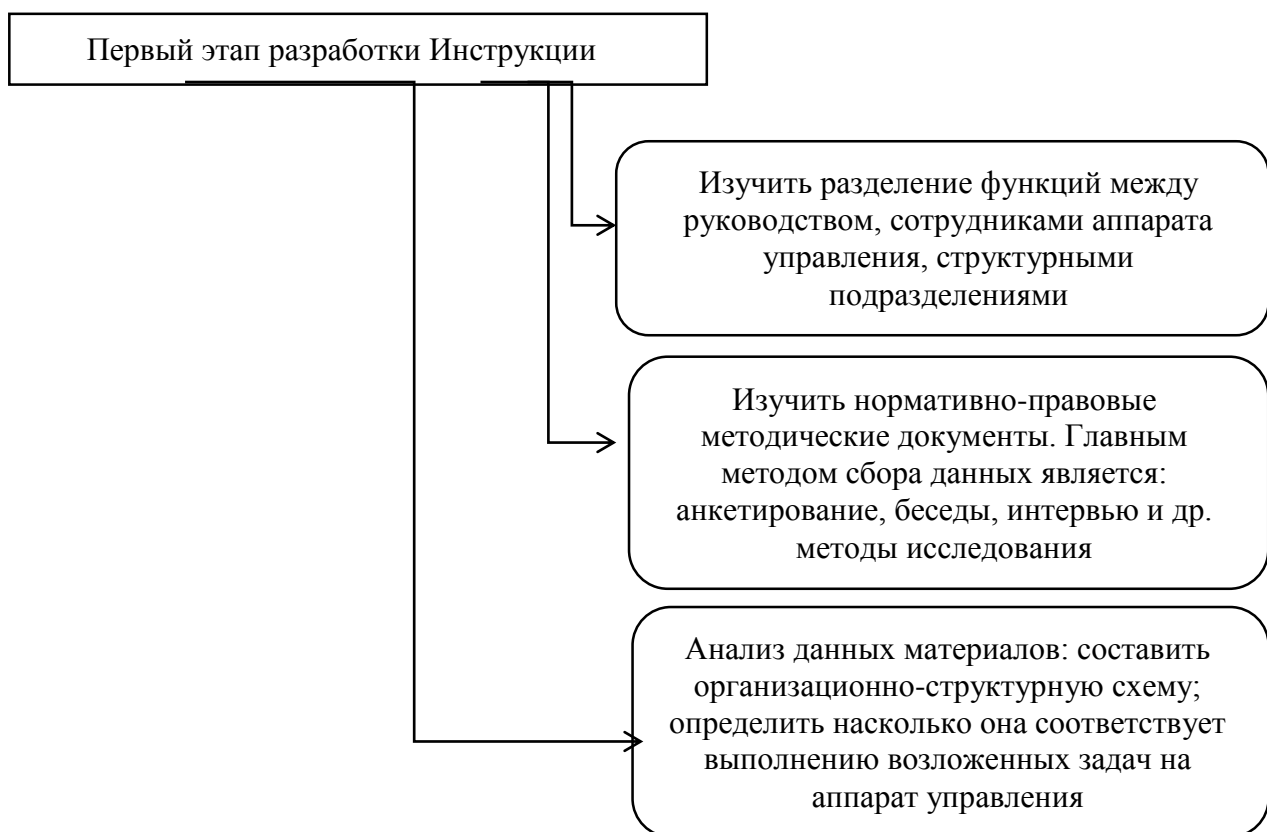 Первый этап разработки Инструкции
Изучить разделение функций между
руководством, сотрудниками аппарата
управления, структурными
подразделениями
Изучить нормативно-правовые
методические документы. Главным
методом сбора данных является:
анкетирование, беседы, интервью и др.
методы исследования
Анализ данных материалов: составить
организационно-структурную схему;
определить насколько она соответствует
выполнению возложенных задач на
аппарат управления